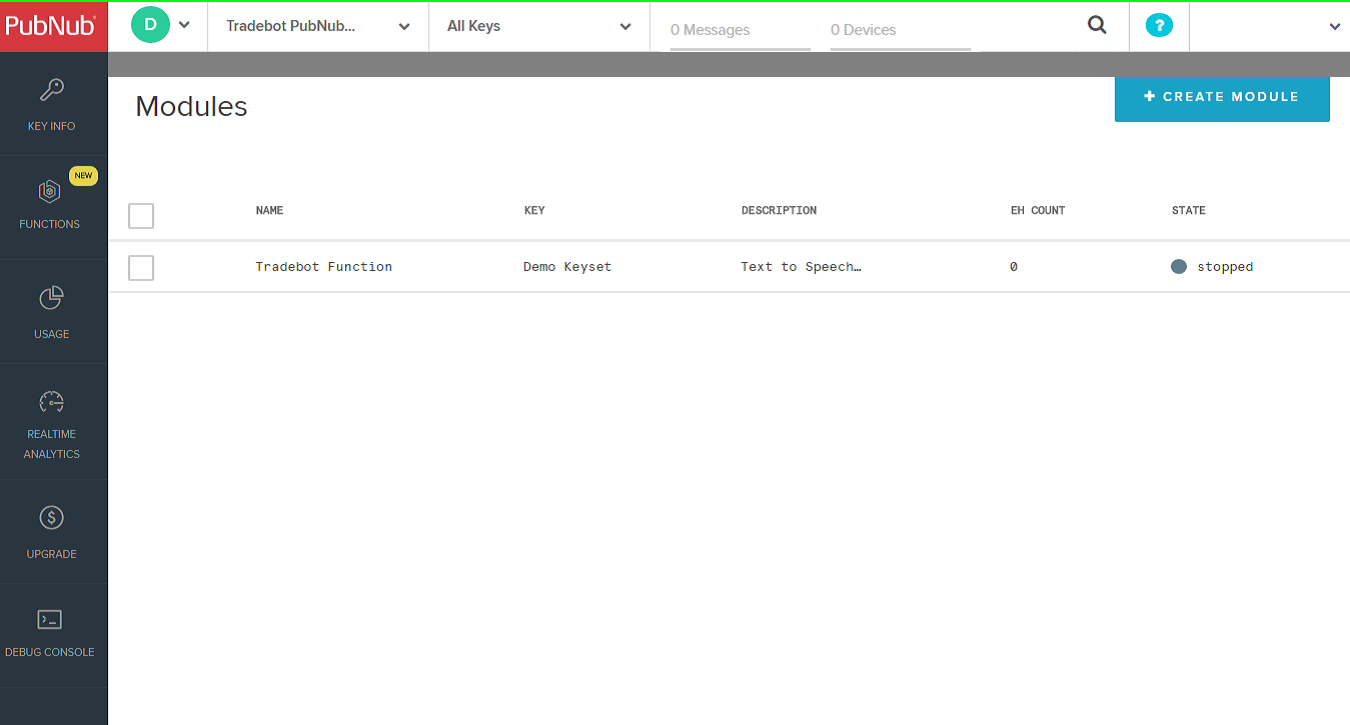 PubNub
D
Tradebot PubNub...
All Keys
0 Messages
0 Devices
?
KEY INFO
NEW
FUNCTIONS
USAGE
REALTIME
ANALYTICS
UPGRADE
DEBUG CONSOLE
Modules
+ CREATE MODULE
NAME KEY DESCRIPTION EH COUNT STATE
Tradebot Function Demo Keyset Text to Speech… 0 stopped